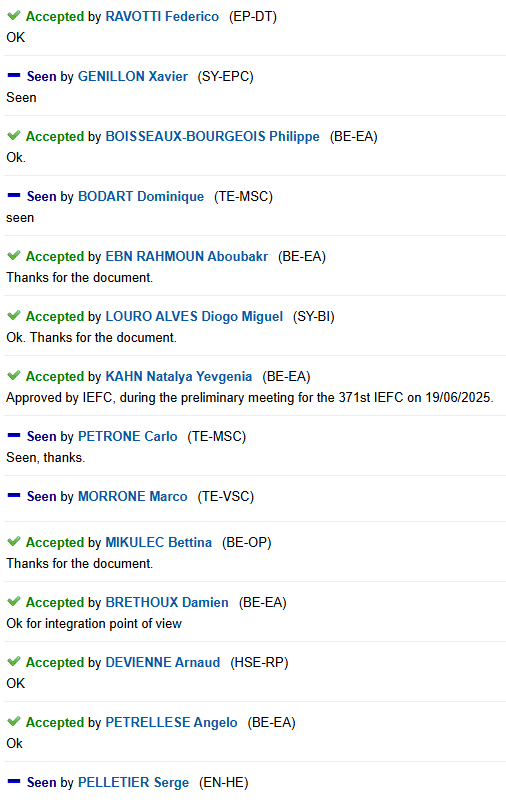 Accepted by RAVOTTI Federico (EP-DT)
OK
Seen by GENILLON Xavier (SY-EPC)
Seen
Accepted by BOISSEAUX-BOURGEOIS Philippe (BE-EA)
Ok.
Seen by BODART Dominique (TE-MSC)
seen
Accepted by EBN RAHMOUN Aboubakr (BE-EA)
Thanks for the document.
Accepted by LOURO ALVES Diogo Miguel (SY-BI)
Ok. Thanks for the document.
Accepted by KAHN Natalya Yevgenia (BE-EA)
Approved by IEFC, during the preliminary meeting for the 371st IEFC on 19/06/2025.
Seen by PETRONE Carlo (TE-MSC)
Seen, thanks.
Seen by MORRONE Marco (TE-VSC)
Accepted by MIKULEC Bettina (BE-OP)
Thanks for the document.
Accepted by BRETHOUX Damien (BE-EA)
Ok for integration point of view
Accepted by DEVIENNE Arnaud (HSE-RP)
OK
Accepted by PETRELLESE Angelo (BE-EA)
Ok
Seen by PELLETIER Serge (EN-HE)